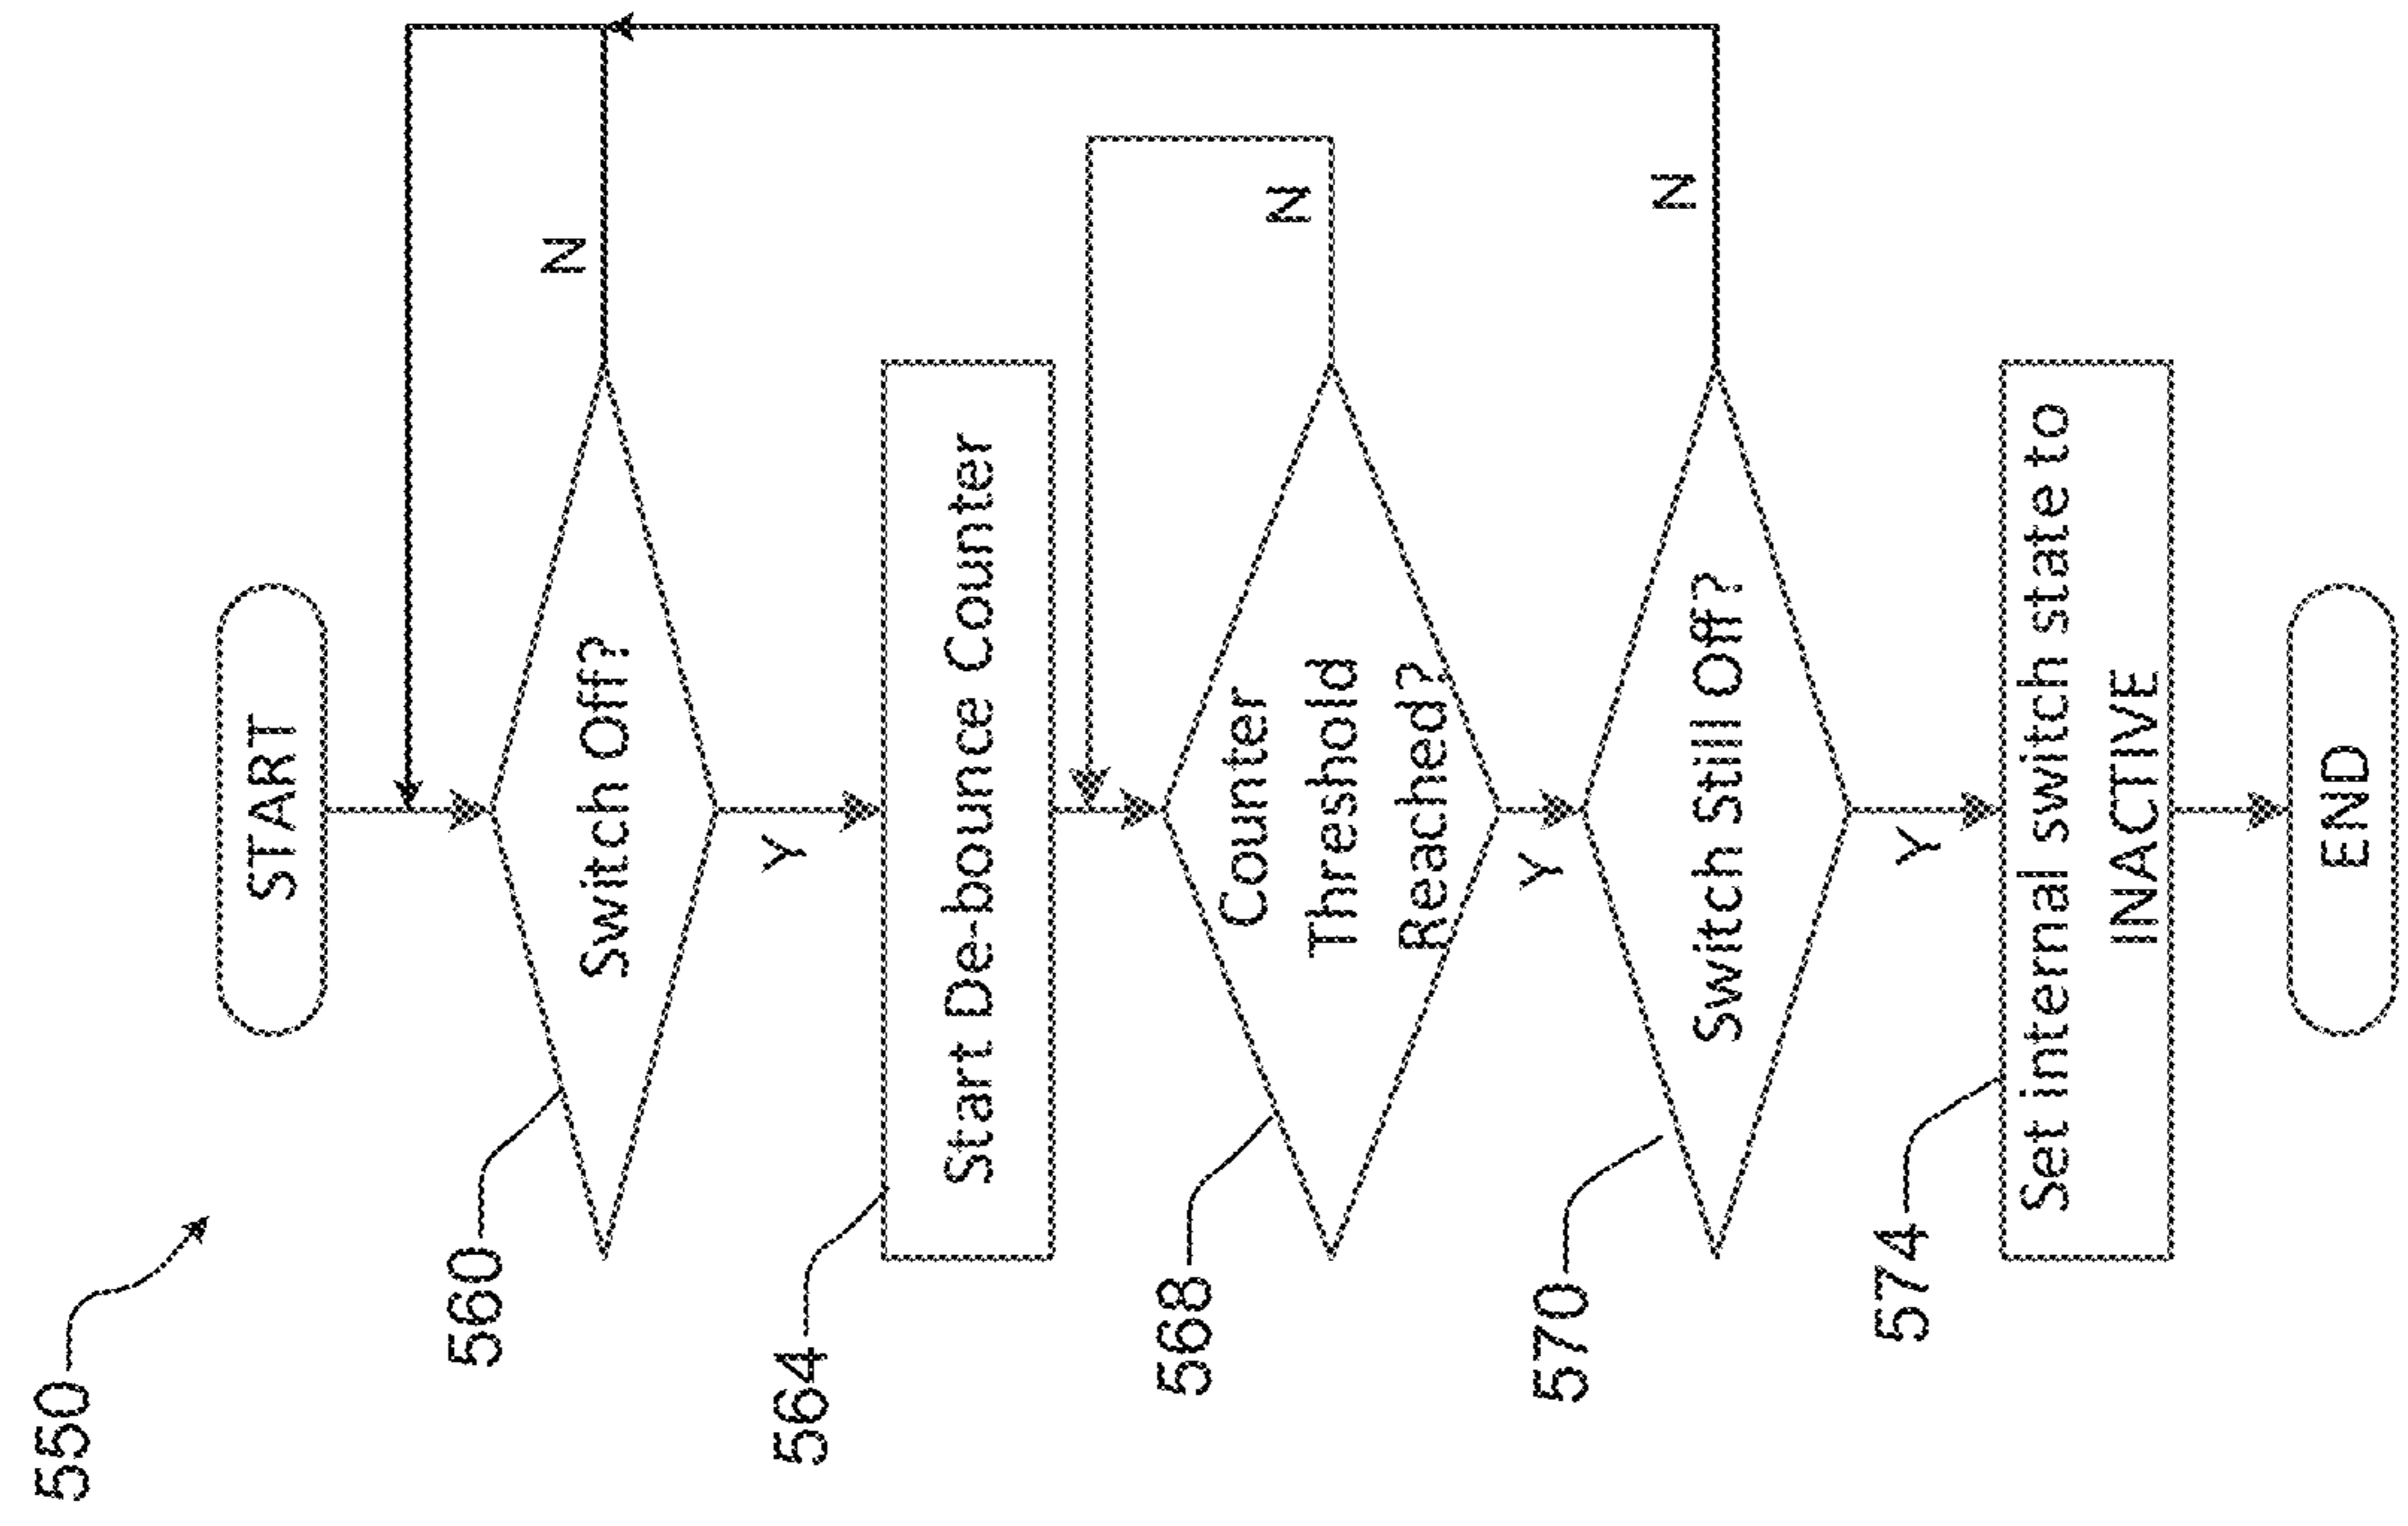 550
START
560
Switch Off?
N
Y
564
Start De-bounce Counter
568
Counter
Threshold
Reached?
N
Y
570
Switch Still Off?
N
Y
574
Set internal switch state to
INACTIVE
END